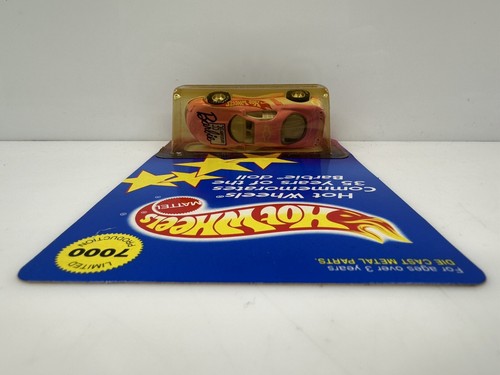 For ages over 3 years
DIE CAST METAL PARTS.
HOT WHEELS
MATTEL
LIMITED
7000
PRODUCTION
Hot Wheels®
Commemorates
35 Years of the
Barbie® doll!
Barbie